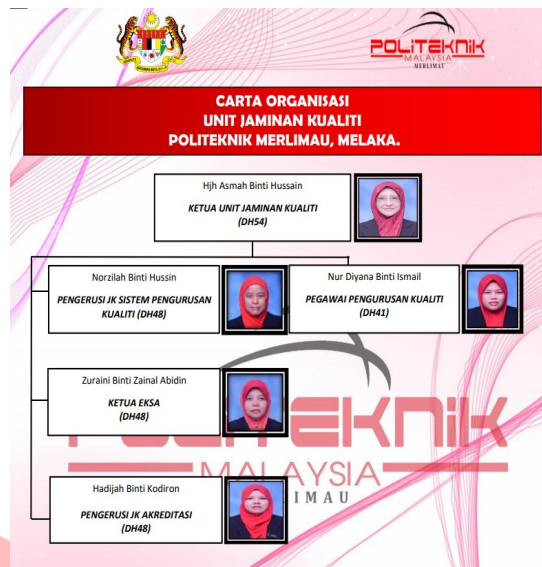 POLITEKNIK
MALAYSIA
MERLIMAU
CARTA ORGANISASI
UNIT JAMINAN KUALITI
POLITEKNIK MERLIMAU, MELAKA.
Hjh Asmah Binti Hussain
KETUA UNIT JAMINAN KUALITI
(DH54)
Norzilah Binti Hussin
PENGERUSI JK SISTEM PENGURUSAN
KUALITI (DH48)
Nur Diyana Binti Ismail
PEGAWAI PENGURUSAN KUALITI
(DH41)
Zuraini Binti Zainal Abidin
KETUA EKSA
(DH48)
Hadijah Binti Kodiron
PENGERUSI JK AKREDITASI
(DH48)